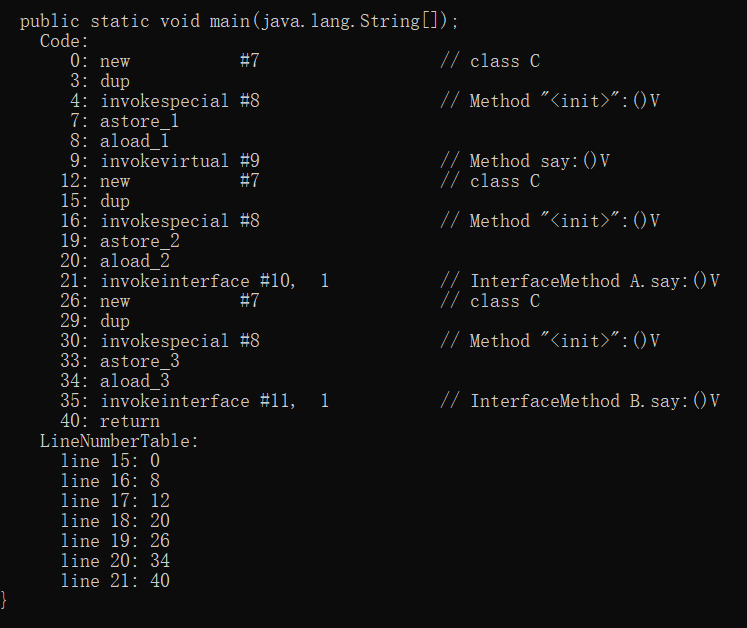 public static void main(java.lang.String[]);
Code:
0: new #7 // class C
3: dup
4: invokespecial #8 // Method "<init>":()V
7: astore_1
8: aload_1
9: invokevirtual #9 // Method say:()V
12: new #7 // class C
15: dup
16: invokespecial #8 // Method "<init>":()V
19: astore_2
20: aload_2
21: invokeinterface #10, 1 // InterfaceMethod A.say:()V
26: new #7 // class C
29: dup
30: invokespecial #8 // Method "<init>":()V
33: astore_3
34: aload_3
35: invokeinterface #11, 1 // InterfaceMethod B.say:()V
40: return
LineNumberTable:
line 15: 0
line 16: 8
line 17: 12
line 18: 20
line 19: 26
line 20: 34
line 21: 40
}